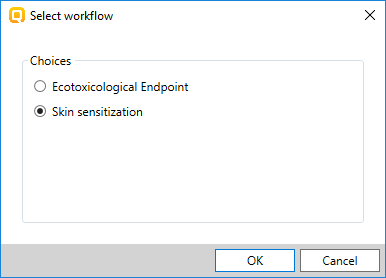 Select workflow
Choices
Ecotoxicological Endpoint
Skin sensitization
OK
Cancel